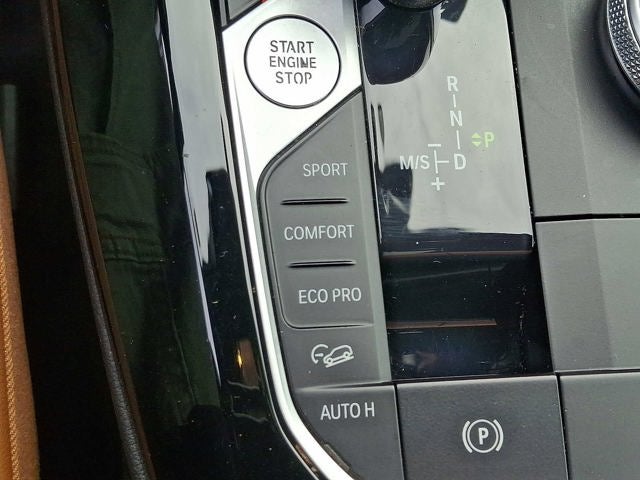 START
ENGINE
STOP
SPORT
COMFORT
ECO PRO
AUTO H
R
N
P
M/S
D
+
P